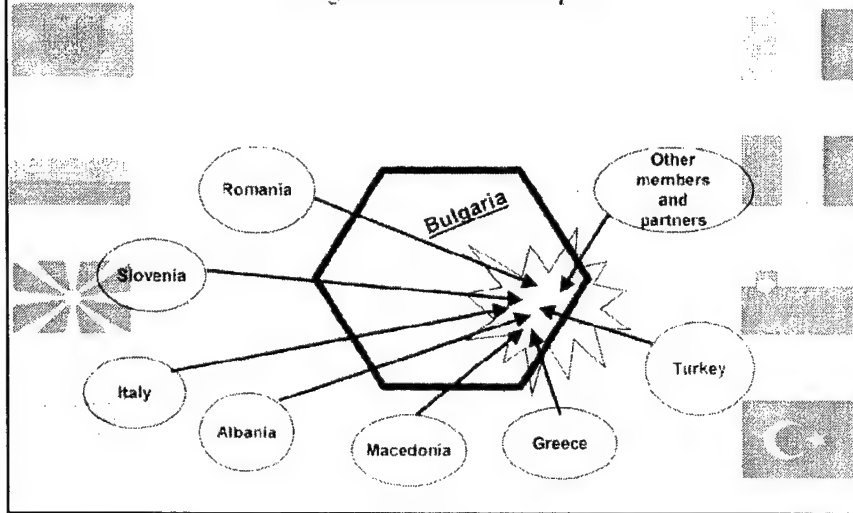 Romania
Bulgaria
Other
members
and
partners
Slovenia
Italy
Albania
Macedonia
Greece
Turkey